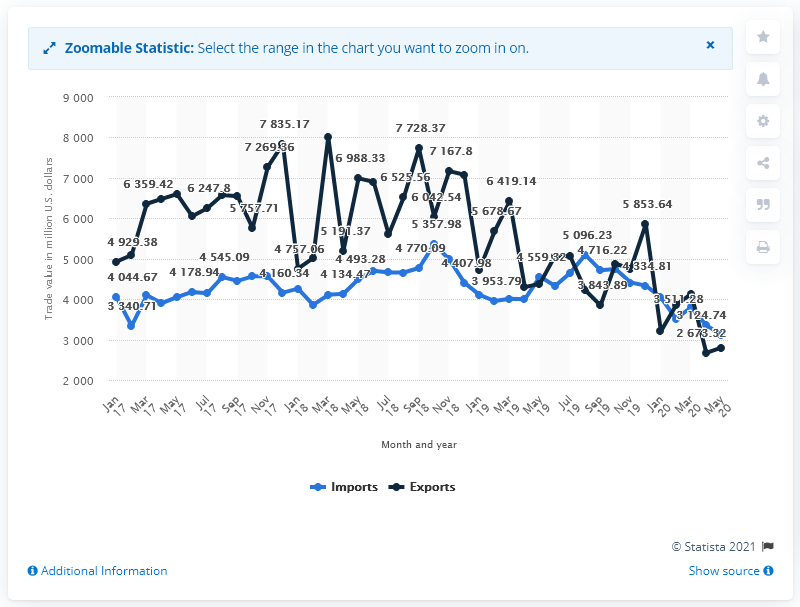 Zoomable Statistic: Select the range in the chart you want to zoom in on.
×
Trade value in million U.S. dollars
9 000
8 000
7 000
6 000
5 000
4 000
3 000
2 000
7 835.17
7 728.37
7 269.36
7 167.8
6 988.33
6 359.42
6 247.8
6 525.56
6 419.14
6 042.54
5 853.64
5 757.71
5 678.67
5 191.37
5 357.98
5 096.23
4 929.38
4 757.06
4 770.09
4 716.22
4 545.09
4 493.28
4 559.82
4 407.98
4 334.81
4 044.67
4 178.94
4 160.34
4 134.47
3 953.79
3 843.89
3 511.28
3 340.71
3 124.74
2 673.32
Jan 17
Mar 17
May 17
Jul 17
Sep 17
Nov 17
Jan 18
Mar 18
May 18
Jul 18
Sep 18
Nov 18
Jan 19
Mar 19
May 19
Jul 19
Sep 19
Nov 19
Jan 20
Mar 20
May 20
Month and year
Imports Exports
© Statista 2021
Additional Information
Show source